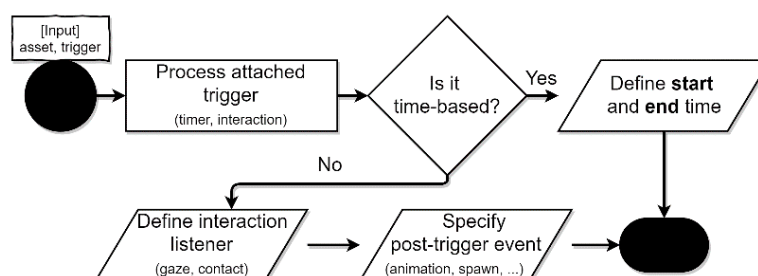 [Input]
asset, trigger
Process attached
trigger
(timer, interaction)
Is it
time-based?
Yes
Define start
and end time
No
Define interaction
listener
(gaze, contact)
Specify
post-trigger event
(animation, spawn, ...)